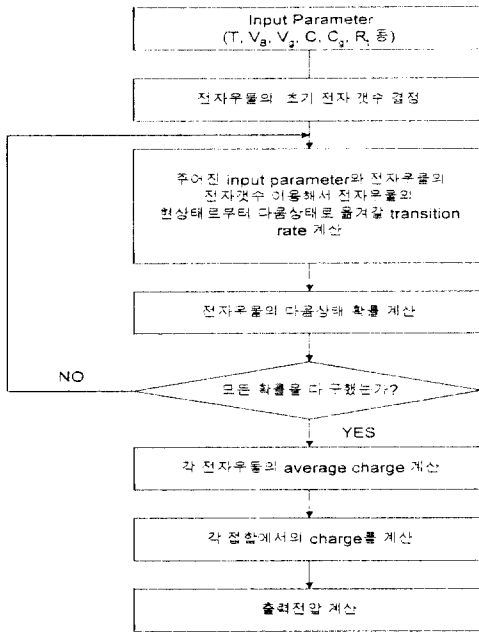 Input Parameter
(T, V_B, V_g, C, C_g, R_t 등)
전자우물의 초기 전자 갯수 결정
주어진 input parameter와 전자우물의
전자갯수 이용해서 전자우물의
현상태로부터 다음상태로 옮겨갈 transition
rate 계산
전자우물의 다음상태 확률 계산
모든 확률을 다 구했는가?
NO
YES
각 전자우물의 average charge 계산
각 접합에서의 charge를 계산
출력전압 계산